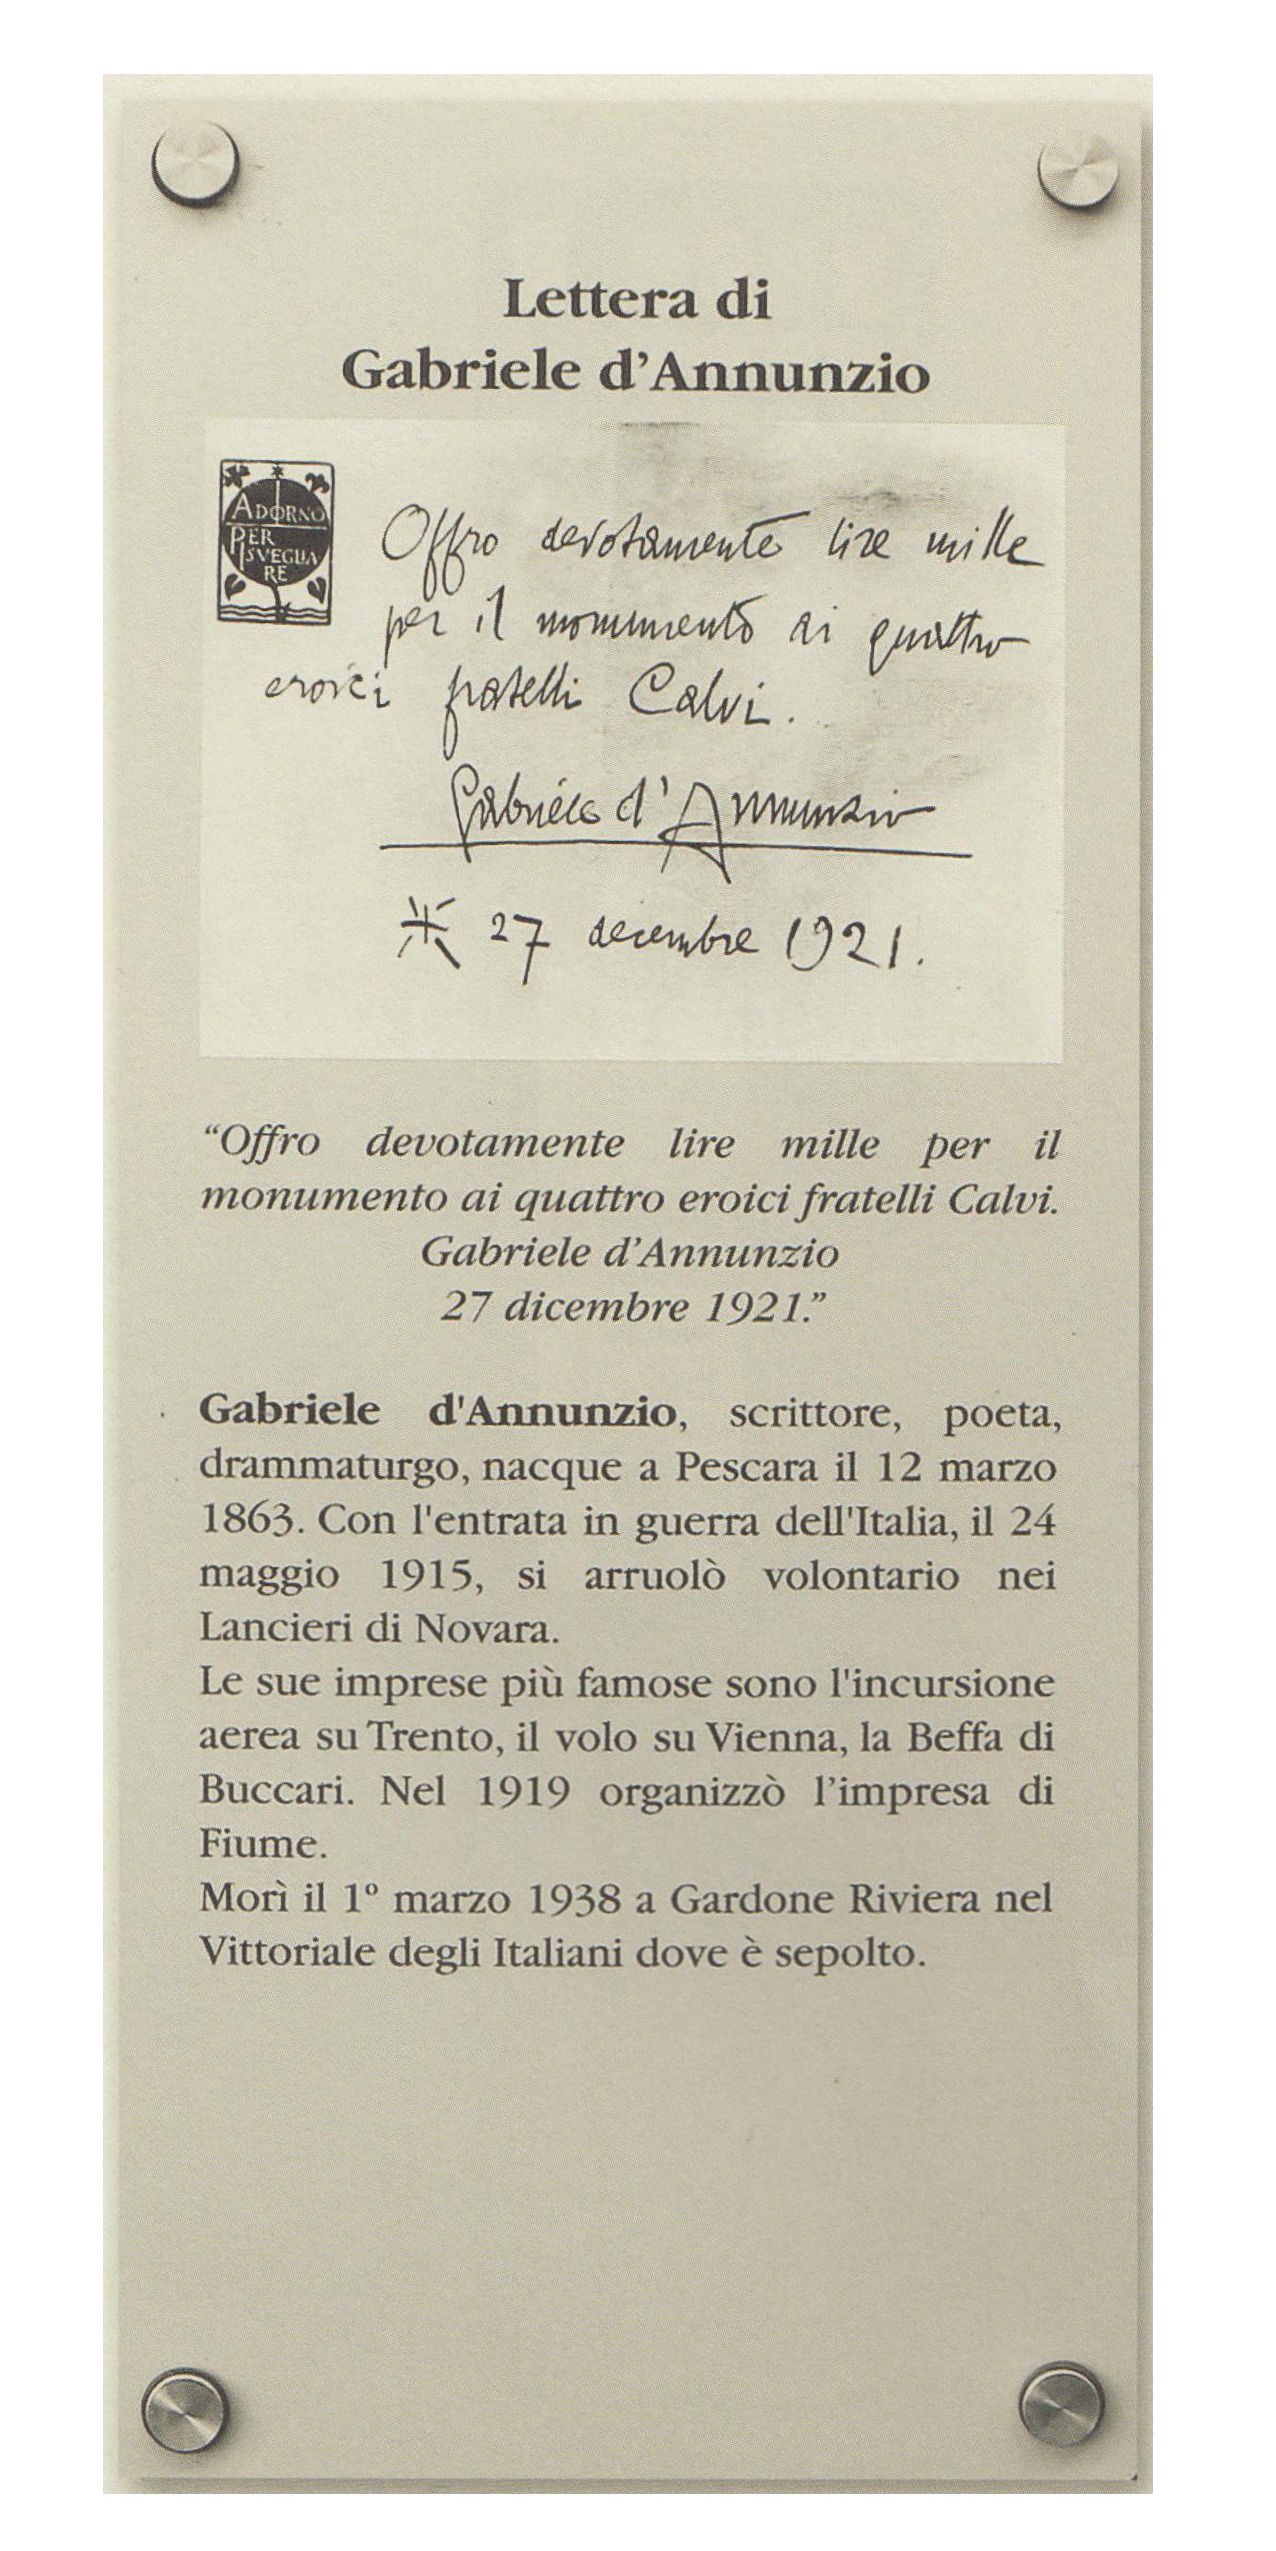 Lettera di
Gabriele d'Annunzio
ADORNO
PER
SVEGLIA
RE
Offro devotamente lire mille
per il monumento ai quattro
eroici fratelli Calvi.
Gabriele d'Annunzio
27 decembre 1921.
“Offro devotamente lire mille per il
monumento ai quattro eroici fratelli Calvi.
Gabriele d’Annunzio
27 dicembre 1921.”
Gabriele d'Annunzio, scrittore, poeta,
drammaturgo, nacque a Pescara il 12 marzo
1863. Con l'entrata in guerra dell'Italia, il 24
maggio 1915, si arruolò volontario nei
Lancieri di Novara.
Le sue imprese più famose sono l'incursione
aerea su Trento, il volo su Vienna, la Beffa di
Buccari. Nel 1919 organizzò l’impresa di
Fiume.
Morì il 1° marzo 1938 a Gardone Riviera nel
Vittoriale degli Italiani dove è sepolto.